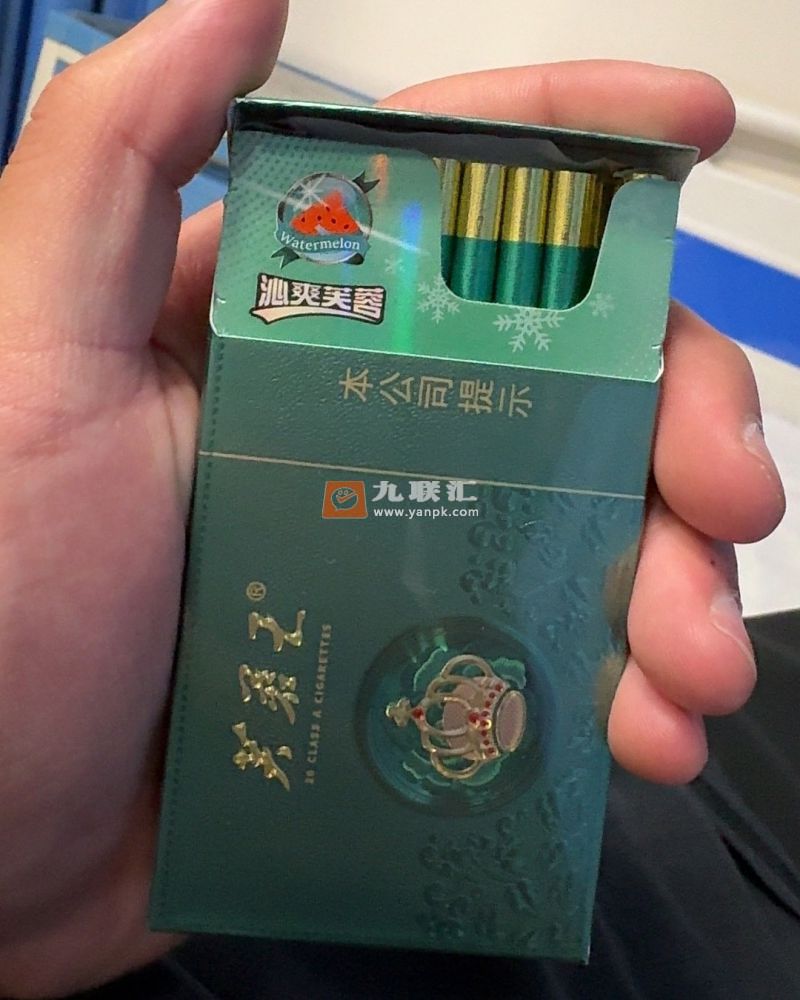 Watermelon
沁爽芙蓉
本公司提示
九联汇
www.yanpk.com
芙蓉王®
20 CLASS A CIGARETTES